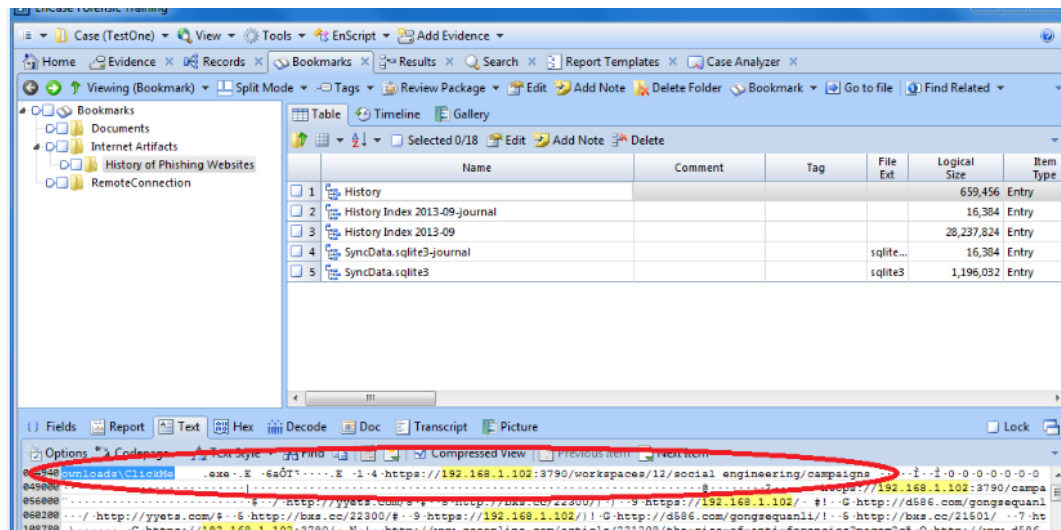 EnCase Forensic Training
Case (TestOne) View Tools EnScript Add Evidence
Home Evidence Records Bookmarks Results Search Report Templates Case Analyzer
Viewing (Bookmark) Split Mode Tags Review Package Edit Add Note Delete Folder Bookmark Go to file Find Related
Bookmarks
Documents
Internet Artifacts
History of Phishing Websites
RemoteConnection
Table Timeline Gallery
Selected 0/18 Edit Add Note Delete
Name Comment Tag File Ext Logical Size Item Type
1 History 659,456 Entry
2 History Index 2013-09-journal 16,384 Entry
3 History Index 2013-09 28,237,824 Entry
4 SyncData.sqlite3-journal sqlite... 16,384 Entry
5 SyncData.sqlite3 sqlite3 1,196,032 Entry
Fields Report Text Hex Decode Doc Transcript Picture Lock
Options Codepage Text Style Find Compressed View Previous Item Next Item
ownloads\ClickMe .exe https://192.168.1.102:3790/workspaces/12/social engineering/campaigns
049000 https://192.168.1.102:3790/campa
056000 http://yyets.com/ http://bxs.cc/22300/ https://192.168.1.102/ http://d586.com/gongsequanl
060200 http://yyets.com/ http://bxs.cc/22300/ https://192.168.1.102/ http://d586.com/gongsequanli/ http://bxs.cc/21501/